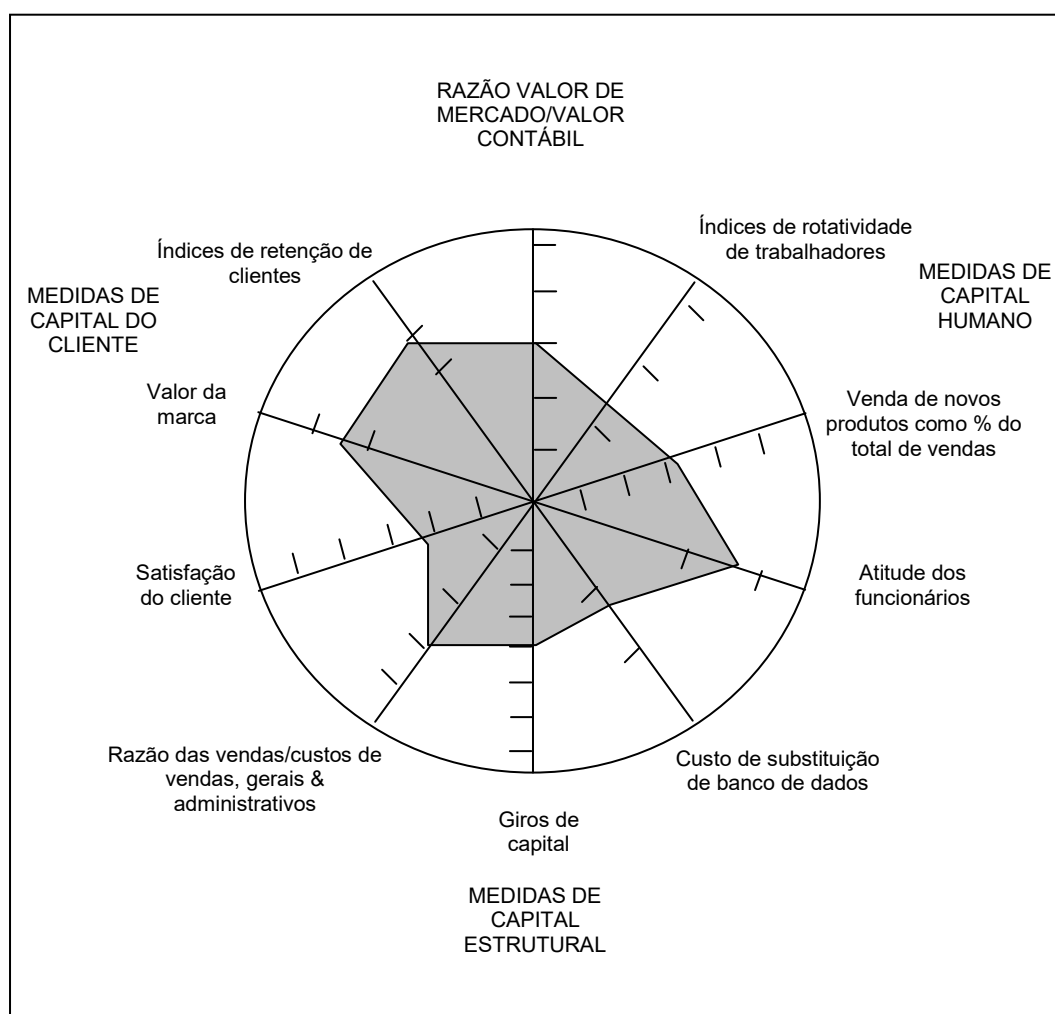 RAZÃO VALOR DE
MERCADO/VALOR
CONTÁBIL
Índices de rotatividade
de trabalhadores
MEDIDAS DE
CAPITAL
HUMANO
Venda de novos
produtos como % do
total de vendas
Atitude dos
funcionários
Custo de substituição
de banco de dados
Giros de
capital
MEDIDAS DE
CAPITAL
ESTRUTURAL
Razão das vendas/custos de
vendas, gerais &
administrativos
Satisfação
do cliente
Valor da
marca
MEDIDAS DE
CAPITAL DO
CLIENTE
Índices de retenção de
clientes